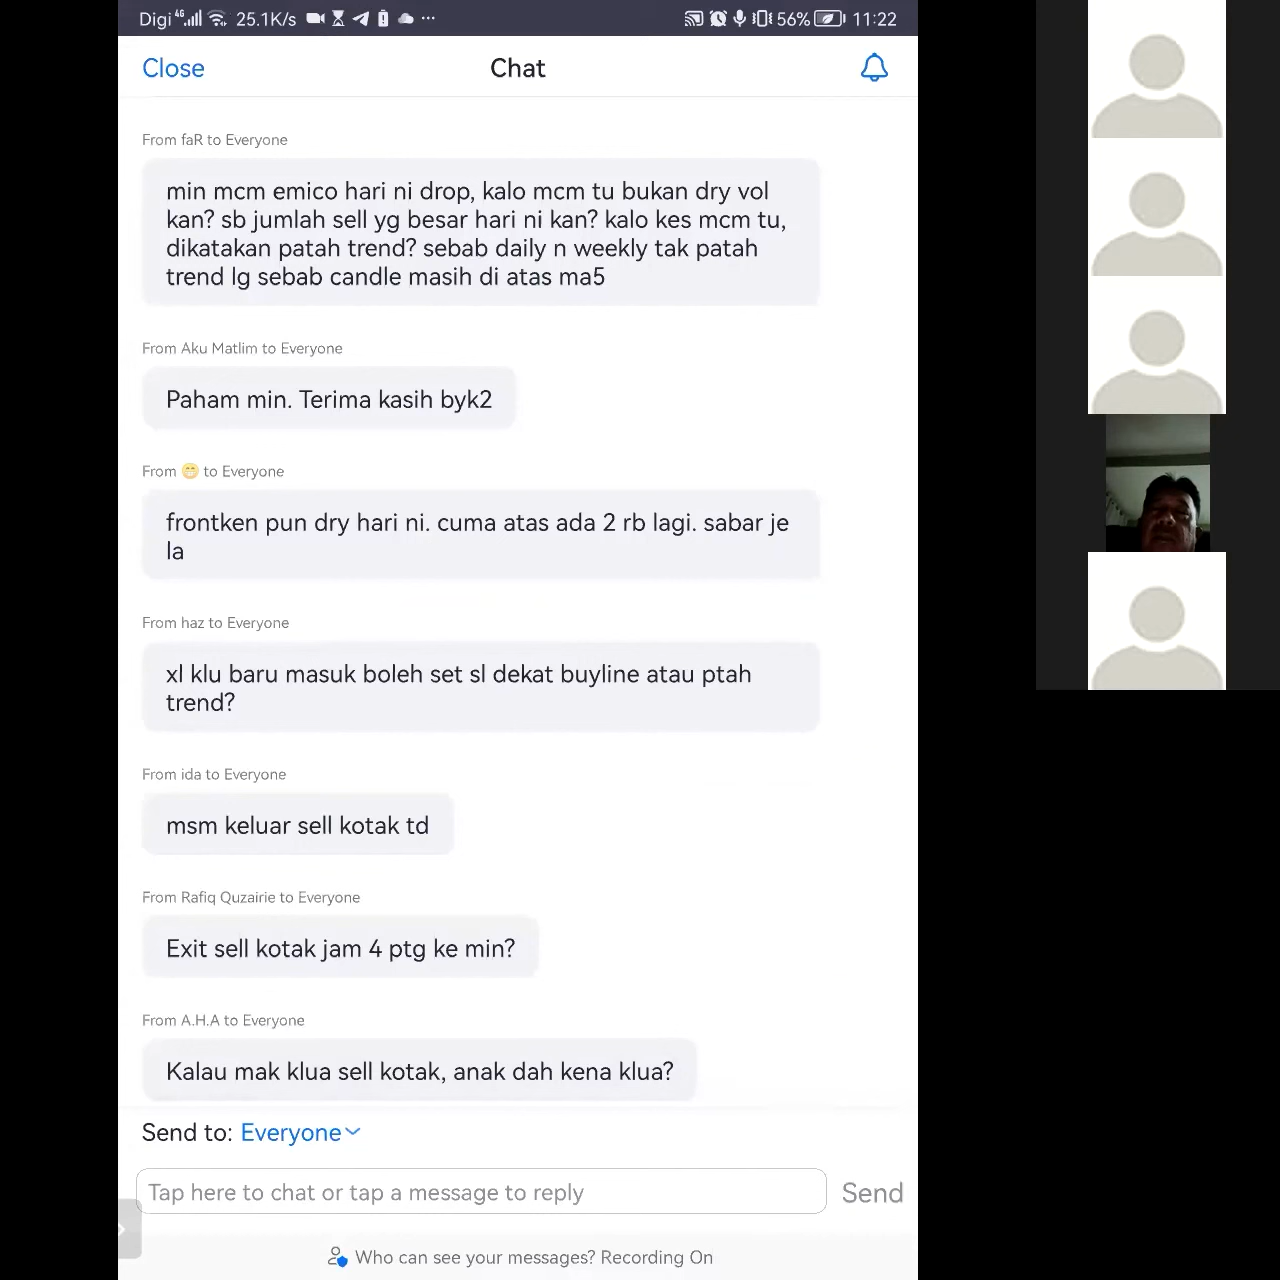 Digi 4G 25.1K/s 56% 11:22
Close Chat
From faR to Everyone
min mcm emico hari ni drop, kalo mcm tu bukan dry vol
kan? sb jumlah sell yg besar hari ni kan? kalo kes mcm tu,
dikatakan patah trend? sebab daily n weekly tak patah
trend lg sebab candle masih di atas ma5
From Aku Matlim to Everyone
Paham min. Terima kasih byk2
From 😁 to Everyone
frontken pun dry hari ni. cuma atas ada 2 rb lagi. sabar je
la
From haz to Everyone
xl klu baru masuk boleh set sl dekat buyline atau ptah
trend?
From ida to Everyone
msm keluar sell kotak td
From Rafiq Quzairie to Everyone
Exit sell kotak jam 4 ptg ke min?
From A.H.A to Everyone
Kalau mak klua sell kotak, anak dah kena klua?
Send to: Everyone
Tap here to chat or tap a message to reply Send
Who can see your messages? Recording On